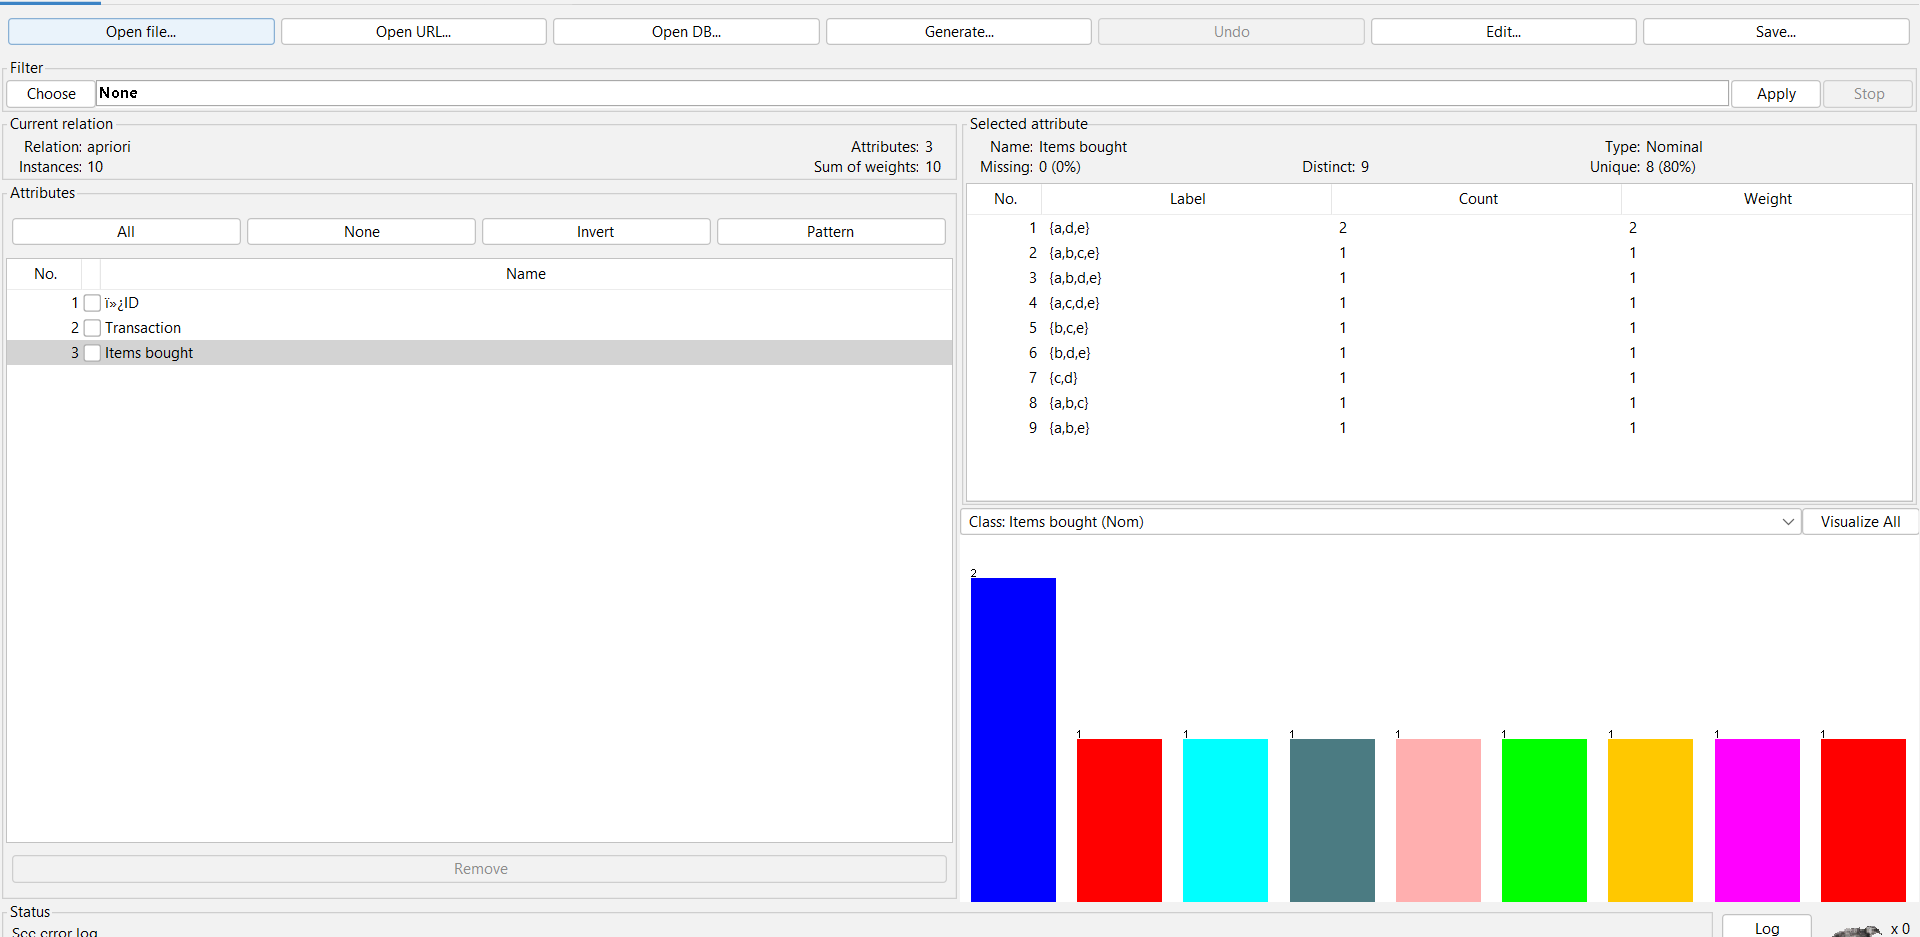 Open file... Open URL... Open DB... Generate... Undo Edit... Save...
Filter
Choose None Apply Stop
Current relation
Relation: apriori Attributes: 3
Instances: 10 Sum of weights: 10
Attributes
All None Invert Pattern
No. Name
1 ï»¿ID
2 Transaction
3 Items bought
Remove
Selected attribute
Name: Items bought Type: Nominal
Missing: 0 (0%) Distinct: 9 Unique: 8 (80%)
No. Label Count Weight
1 {a,d,e} 2 2
2 {a,b,c,e} 1 1
3 {a,b,d,e} 1 1
4 {a,c,d,e} 1 1
5 {b,c,e} 1 1
6 {b,d,e} 1 1
7 {c,d} 1 1
8 {a,b,c} 1 1
9 {a,b,e} 1 1
Class: Items bought (Nom) Visualize All
2
1 1 1 1 1 1 1 1
Status
See error log
Log x 0